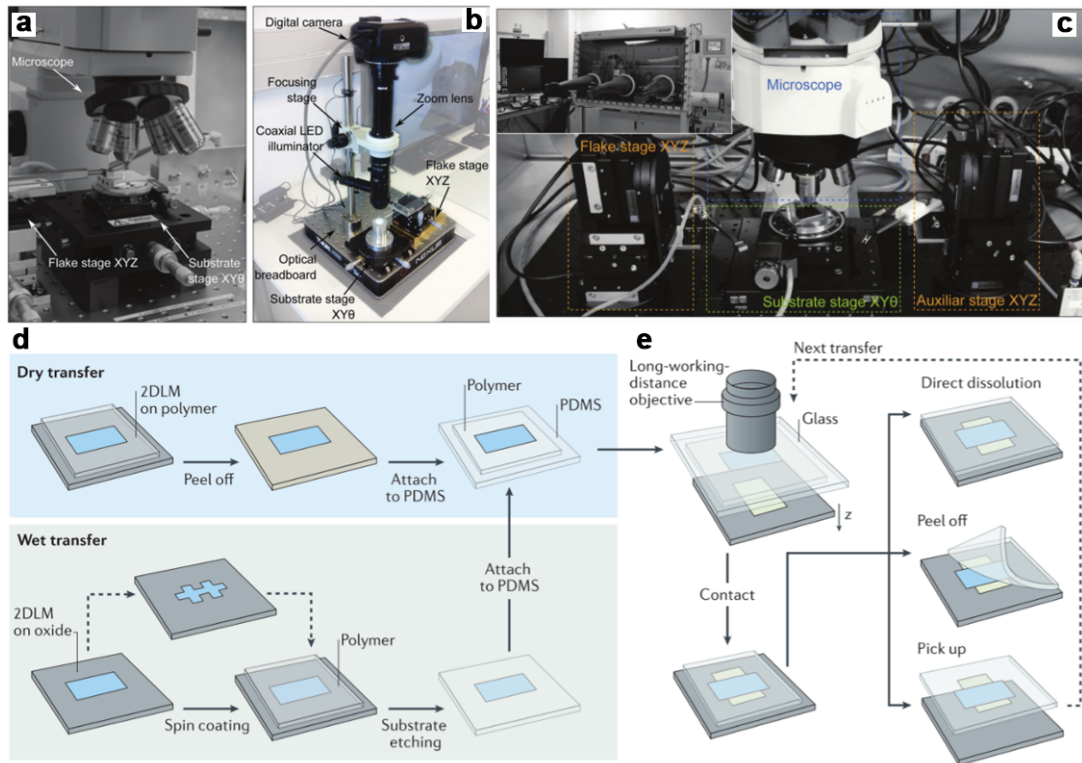 a
Microscope
Flake stage XYZ
Substrate
stage XYθ
b
Digital camera
Focusing
stage
Coaxial LED
illuminator
Zoom lens
Flake stage
XYZ
Optical
breadboard
Substrate stage
XYθ
c
Microscope
Flake stage XYZ
Substrate stage XYθ
Auxiliar stage XYZ
d
Dry transfer
2DLM
on polymer
Peel off
Attach
to PDMS
Polymer
PDMS
Wet transfer
2DLM
on oxide
Spin coating
Polymer
Substrate
etching
Attach
to PDMS
e
Next transfer
Long-working-
distance
objective
Glass
z
Contact
Direct dissolution
Peel off
Pick up